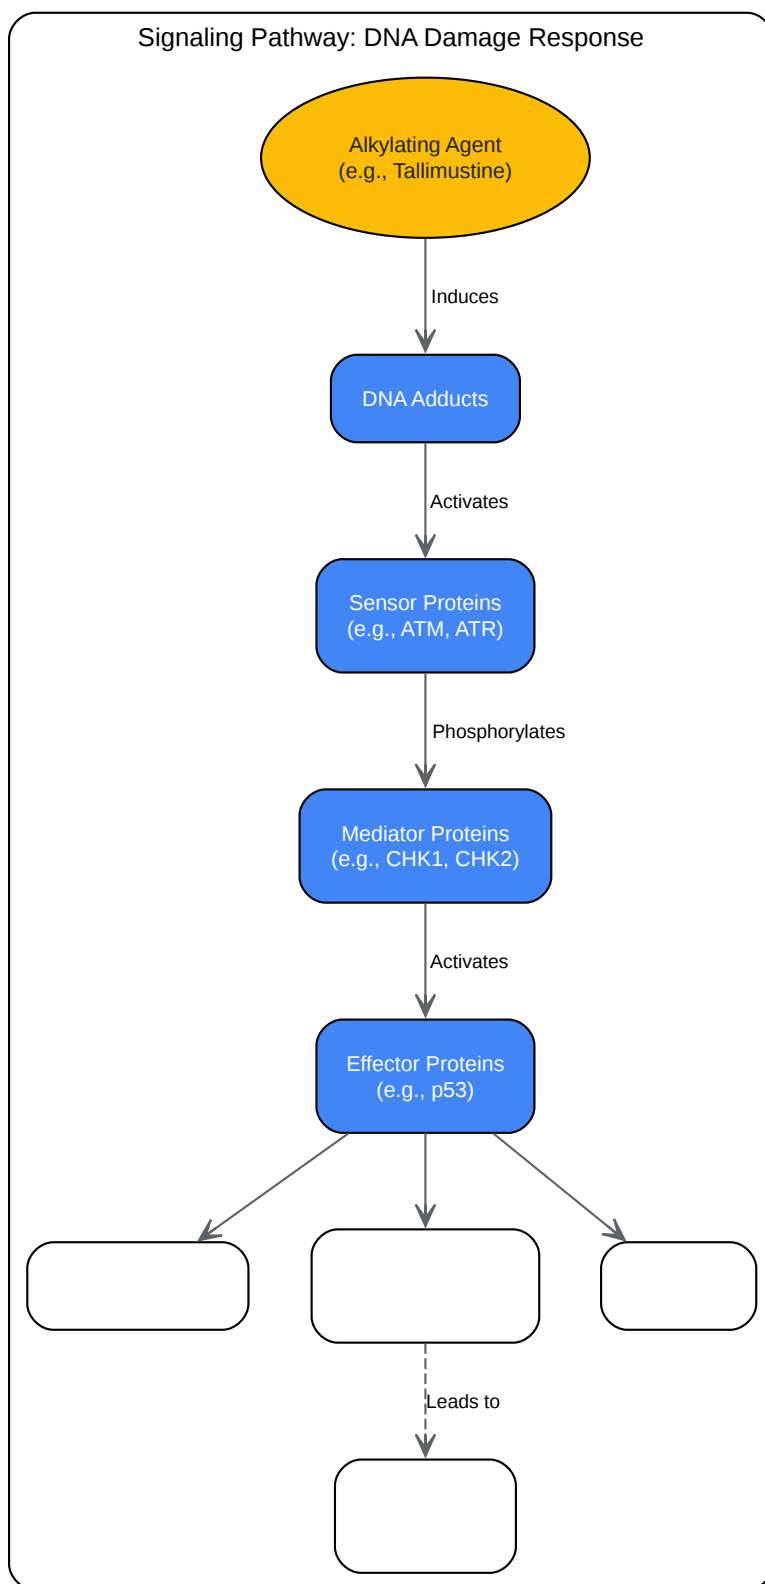 Signaling Pathway: DNA Damage Response
Alkylating Agent
(e.g., Tallimustine)
Induces
DNA Adducts
Activates
Sensor Proteins
(e.g., ATM, ATR)
Phosphorylates
Mediator Proteins
(e.g., CHK1, CHK2)
Activates
Effector Proteins
(e.g., p53)
Leads to